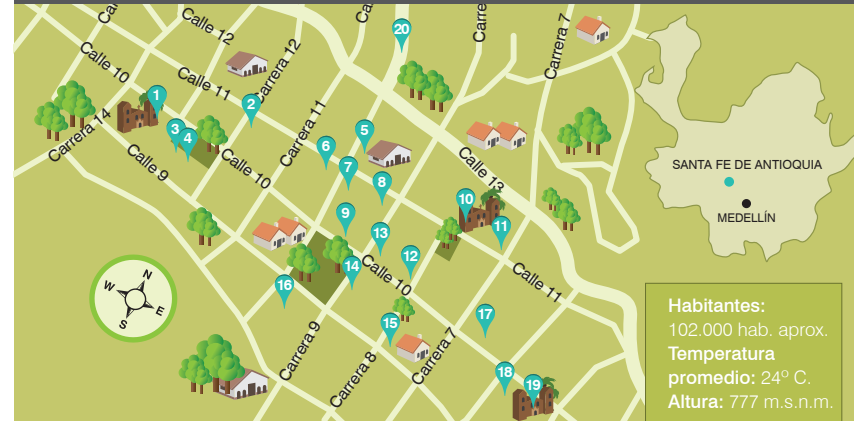 Calle 12
Carrera 12
Calle 10
Calle 11
Carrera 14
Carrera 11
Calle 9
Calle 10
Calle 13
Carrera 7
Calle 10
Calle 11
Carrera 9
Carrera 8
Carrera 7
1
2
3
4
5
6
7
8
9
10
11
12
13
14
15
16
17
18
19
20
N
W
E
S
SANTA FE DE ANTIOQUIA
MEDELLÍN
Habitantes:
102.000 hab. aprox.
Temperatura
promedio: 24º C.
Altura: 777 m.s.n.m.